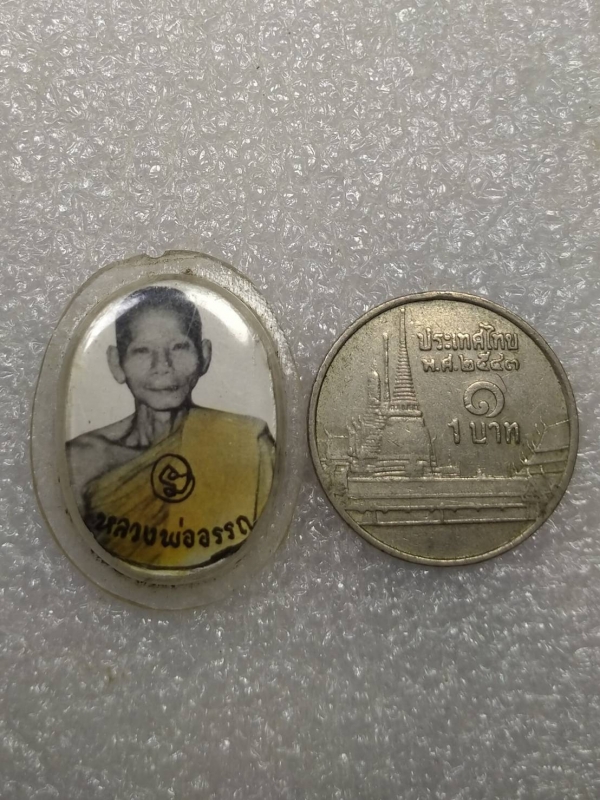 หลวงพ่ออรรถ
ประเทศไทย
พ.ศ.๒๕๔๓
๑
1 บาท